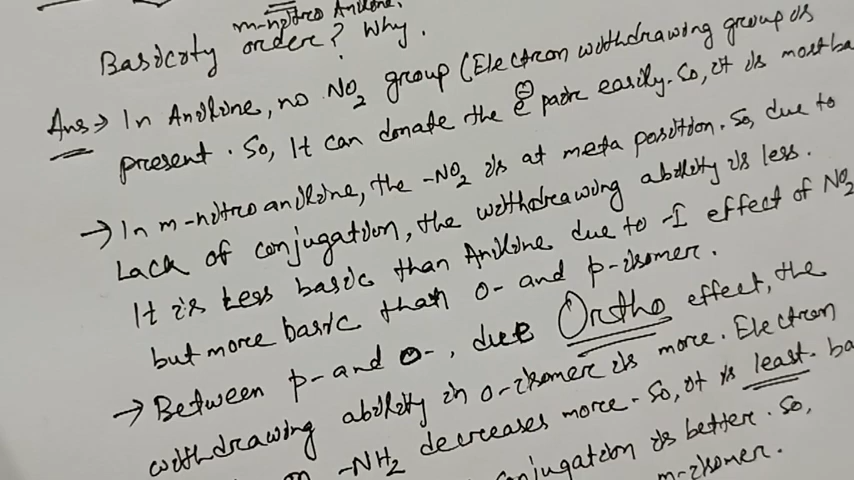 m-nitro Aniline.
Basicity order? Why.
Ans → In Aniline, no NO2 group (Electron withdrawing group is
present. So, It can donate the e⊖ pair easily. So, it is most ba
→ In m-nitro aniline, the -NO2 is at meta position. So, due to
Lack of conjugation, the withdrawing ability is less.
It is Less basic than Aniline due to -I effect of NO2
but more basic than o- and p-isomer.
→ Between p- and o-, due Ortho effect, the
withdrawing ability in o-isomer is more. Electron
on -NH2 decreases more. So, it is least ba
conjugation is better. So,
m-isomer.